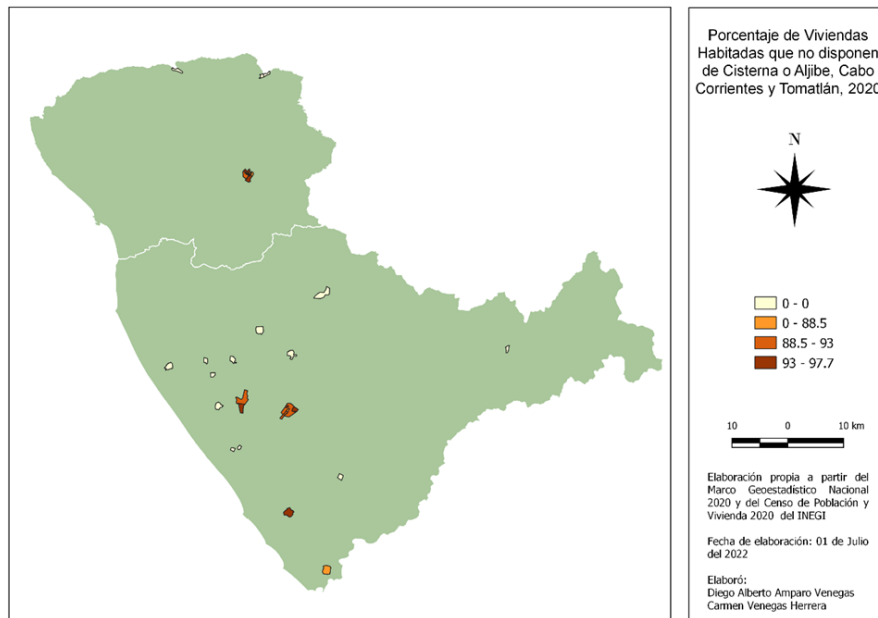 Porcentaje de Viviendas
Habitadas que no disponen
de Cisterna o Aljibe, Cabo
Corrientes y Tomatlán, 2020
N
0 - 0
0 - 88.5
88.5 - 93
93 - 97.7
10 0 10 km
Elaboración propia a partir del
Marco Geoestadístico Nacional
2020 y del Censo de Población y
Vivienda 2020 del INEGI
Fecha de elaboración: 01 de Julio
del 2022
Elaboró:
Diego Alberto Amparo Venegas
Carmen Venegas Herrera